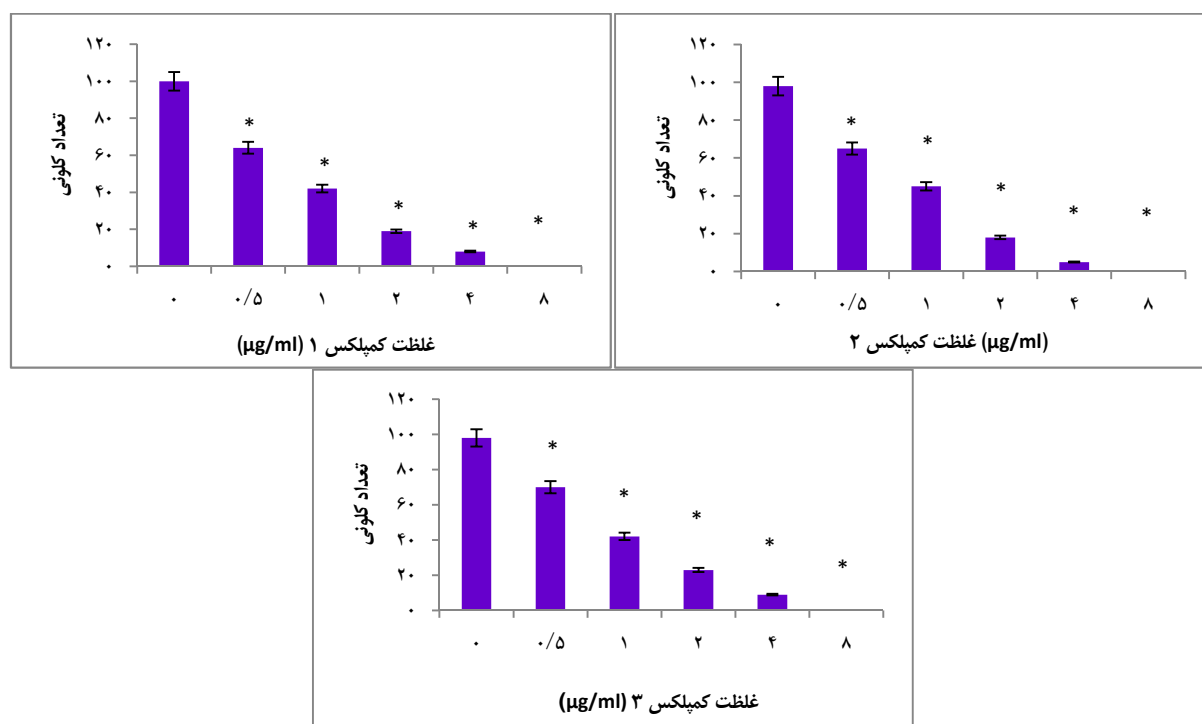 ۱۲۰
۱۰۰
۸۰
۶۰
۴۰
۲۰
۰
تعداد کلونی
* * * * *
۰ ۰/۵ ۱ ۲ ۴ ۸
غلظت کمپلکس ۱ (µg/ml)
۱۲۰
۱۰۰
۸۰
۶۰
۴۰
۲۰
۰
تعداد کلونی
* * * * *
۰ ۰/۵ ۱ ۲ ۴ ۸
غلظت کمپلکس ۲ (µg/ml)
۱۲۰
۱۰۰
۸۰
۶۰
۴۰
۲۰
۰
تعداد کلونی
* * * * *
۰ ۰/۵ ۱ ۲ ۴ ۸
غلظت کمپلکس ۳ (µg/ml)